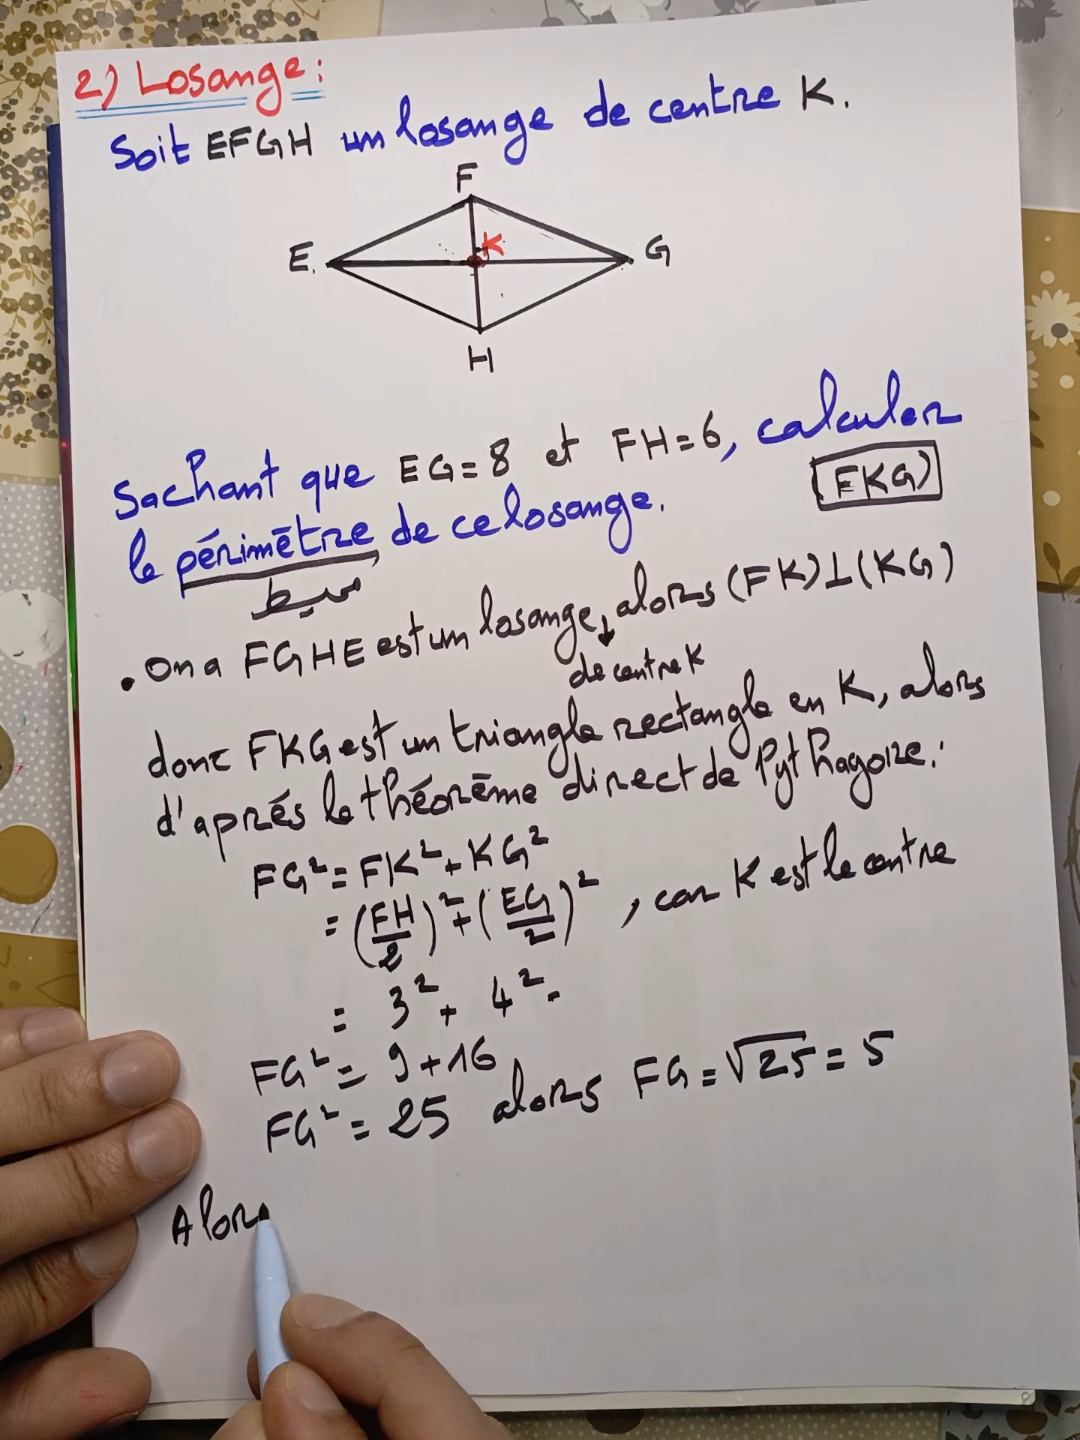 2) Losange:
Soit EFGH un losange de centre K.
F
E
K
G
H
Sachant que EG=8 et FH=6, calculer
le périmètre de ce losange.
FKG
محيط
. On a FGHE est un losange, alors (FK)⊥(KG)
de centre K
donc FKG est un triangle rectangle en K, alors
d'aprés le théorème direct de Pythagore:
FG²=FK²+KG²
=(FH/2)²+(EG/2)², car K est le centre
= 3²+ 4².
FG²= 9+16
FG²= 25 alors FG=√25=5
Alors